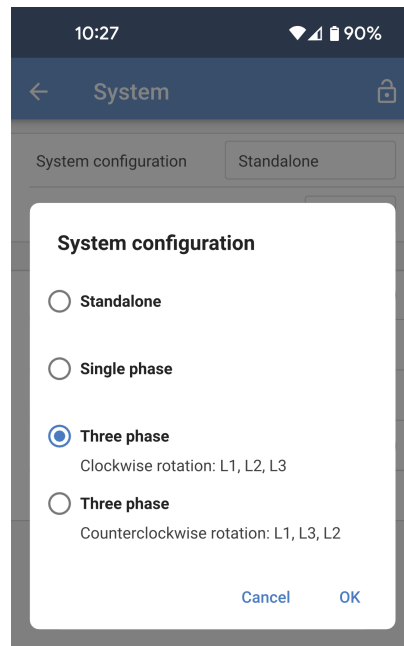 10:27
90%
System
System configuration
Standalone
System configuration
Standalone
Single phase
Three phase
Clockwise rotation: L1, L2, L3
Three phase
Counterclockwise rotation: L1, L3, L2
Cancel
OK